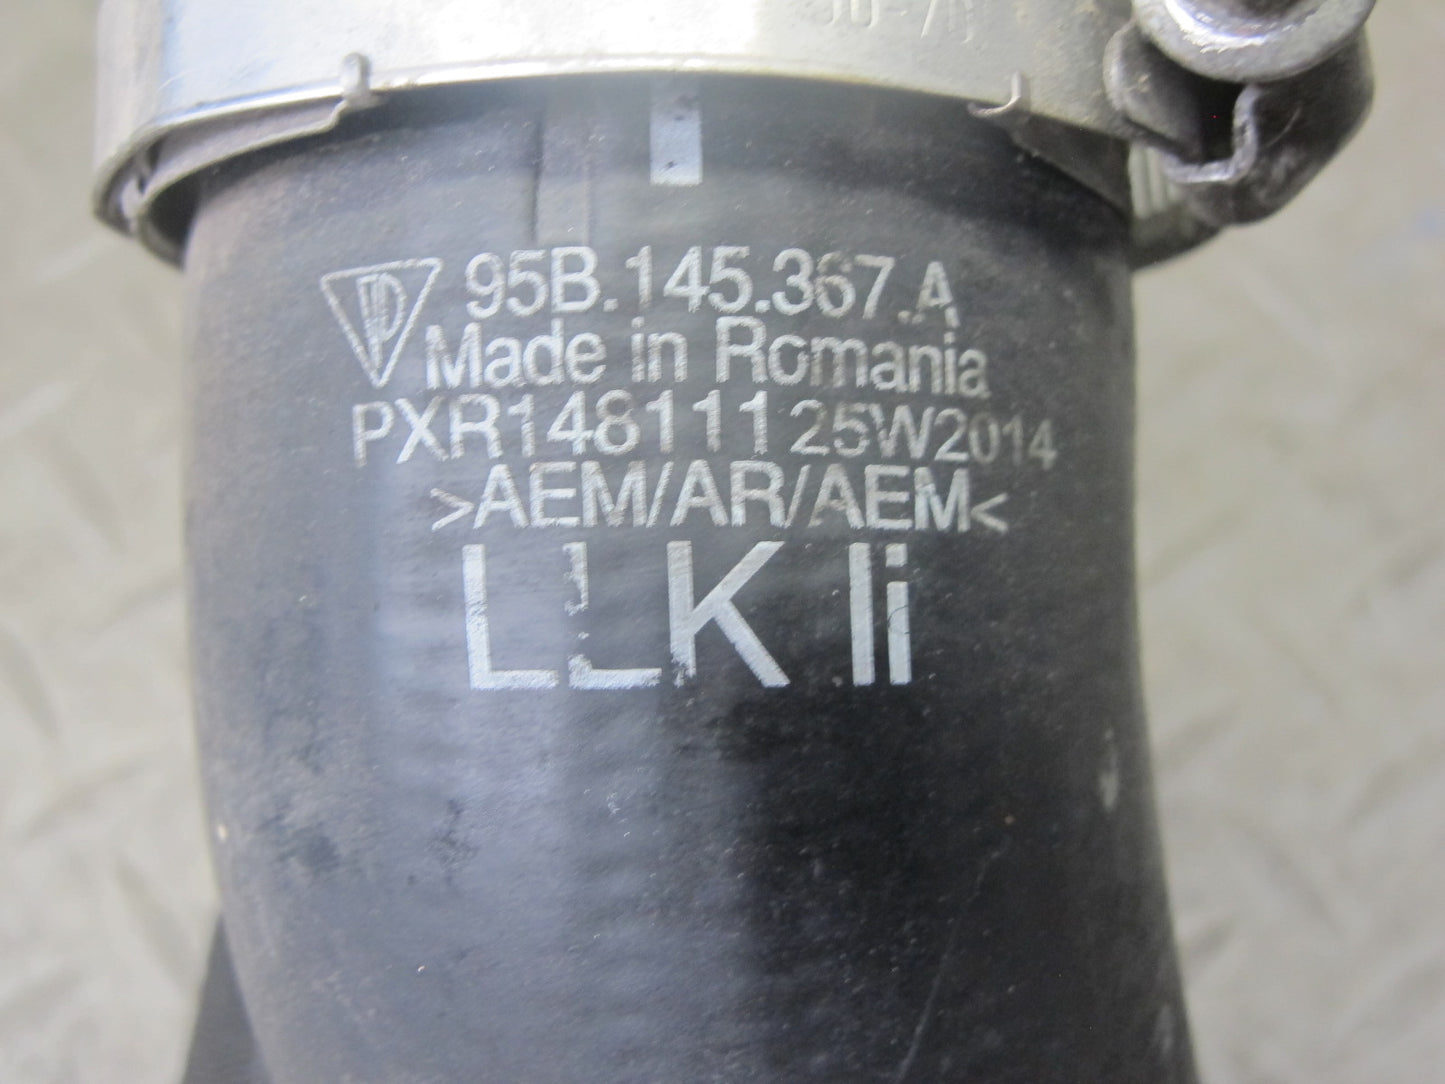 95B.145.367.A
Made in Romania
PXR148111 25W2014
>AEM/AR/AEM<
LLK li